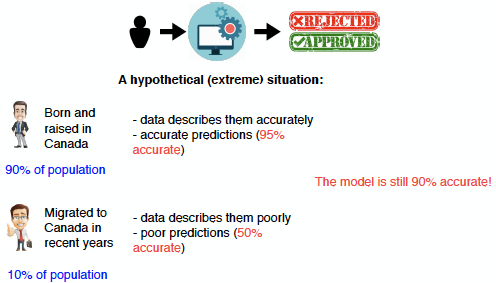 REJECTED
APPROVED
A hypothetical (extreme) situation:
Born and
raised in
Canada
90% of population
- data describes them accurately
- accurate predictions (95%
accurate)
The model is still 90% accurate!
Migrated to
Canada in
recent years
10% of population
- data describes them poorly
- poor predictions (50%
accurate)